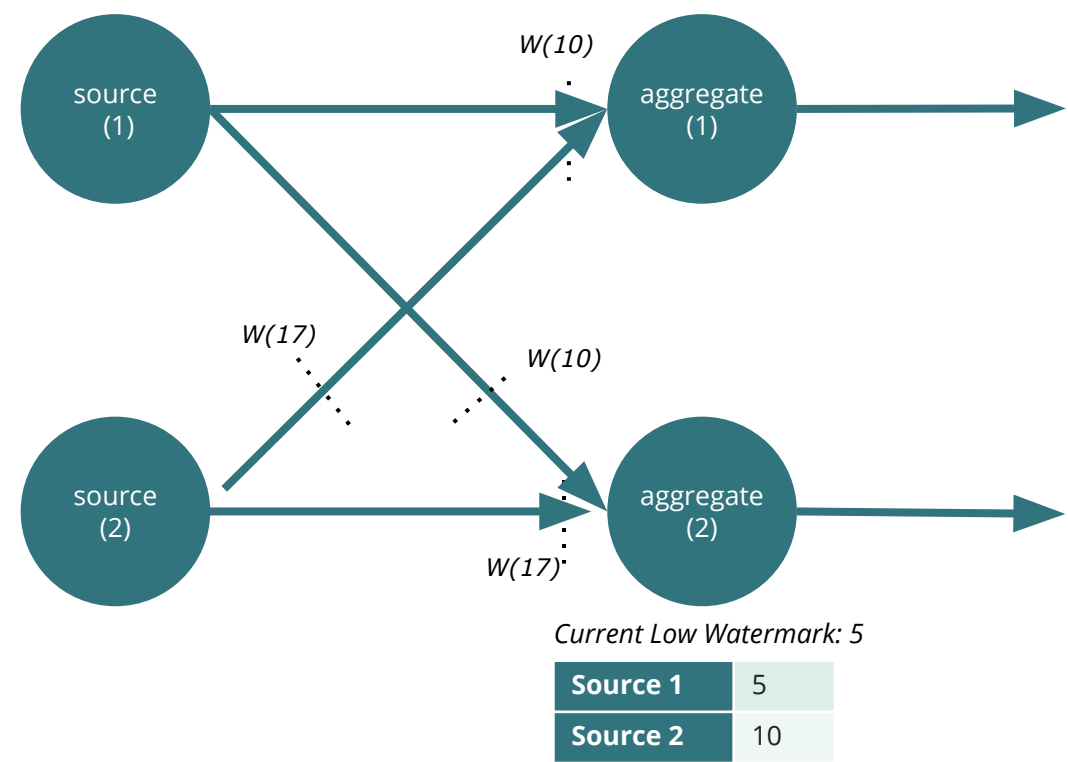 W(10)
source
(1)
aggregate
(1)
W(17)
W(10)
source
(2)
aggregate
(2)
W(17)
Current Low Watermark: 5
Source 1 5
Source 2 10